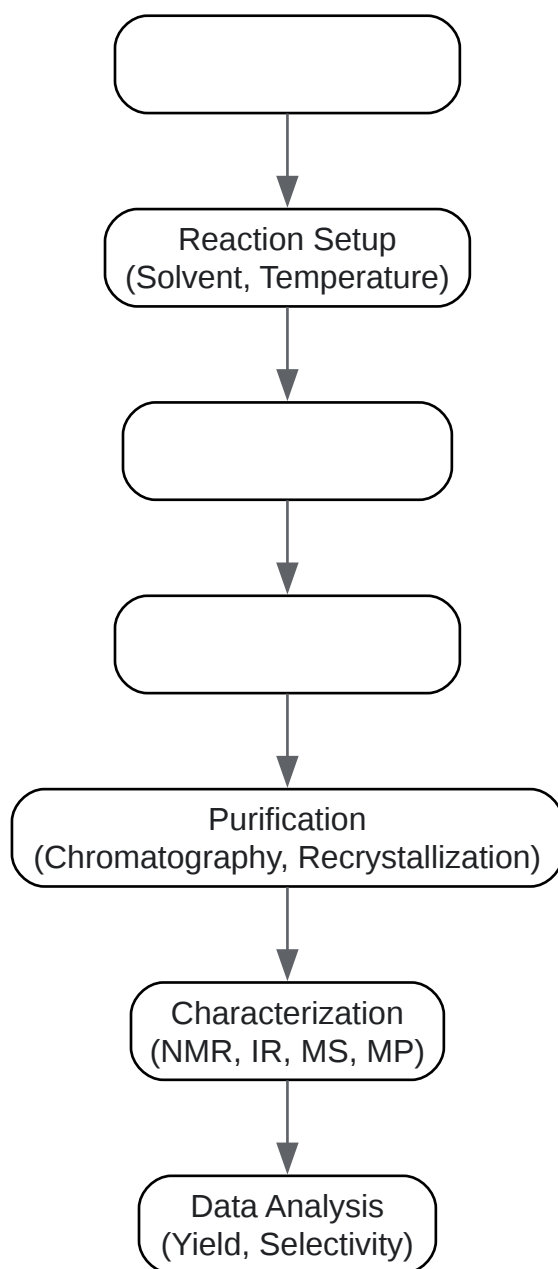 Reaction Setup
(Solvent, Temperature)
Purification
(Chromatography, Recrystallization)
Characterization
(NMR, IR, MS, MP)
Data Analysis
(Yield, Selectivity)